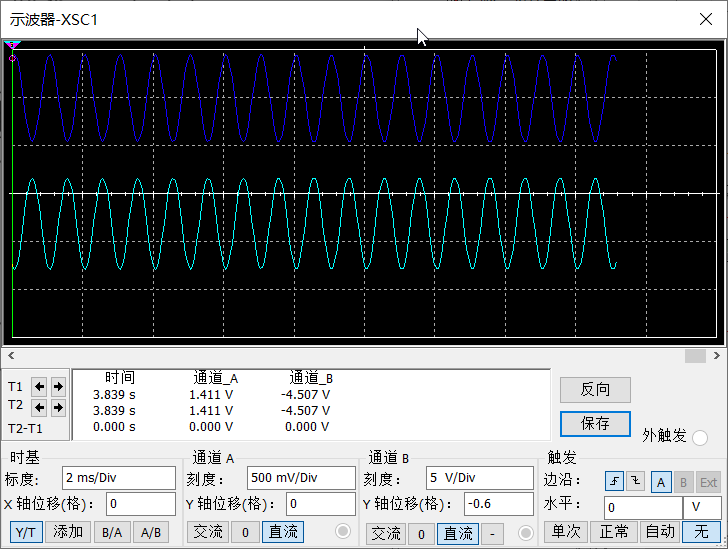 示波器-XSC1
时间 通道_A 通道_B
T1 3.839 s 1.411 V -4.507 V
T2 3.839 s 1.411 V -4.507 V
T2-T1 0.000 s 0.000 V 0.000 V
反向
保存
外触发
时基
标度: 2 ms/Div
X 轴位移(格): 0
Y/T 添加 B/A A/B
通道 A
刻度: 500 mV/Div
Y 轴位移(格): 0
交流 0 直流
通道 B
刻度: 5 V/Div
Y 轴位移(格): -0.6
交流 0 直流 -
触发
边沿: A B Ext
水平: 0 V
单次 正常 自动 无